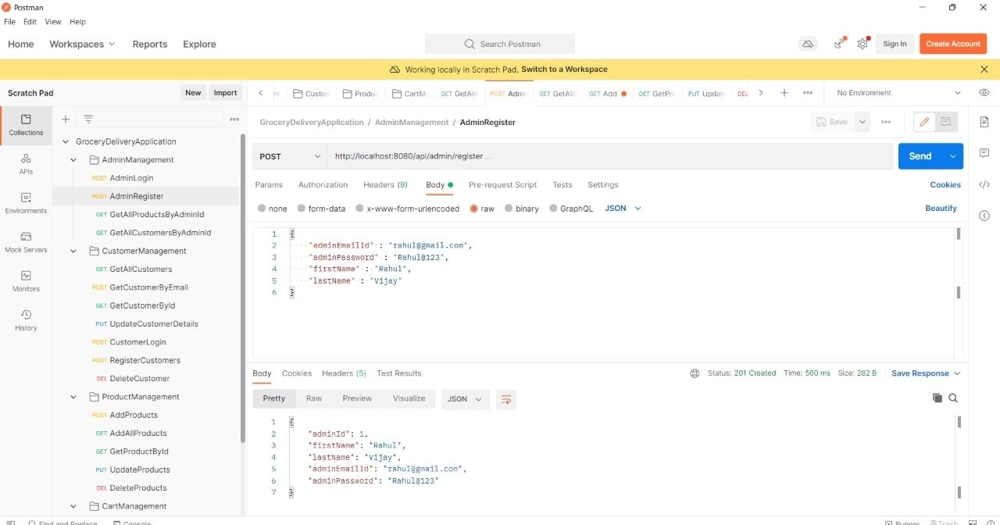 Postman
File Edit View Help
Home Workspaces Reports Explore Search Postman Sign In Create Account
Working locally in Scratch Pad. Switch to a Workspace
Scratch Pad New Import
Custon Produc CartM GetAll POST Admi GET GetAll GET Add GET GetPro PUT Updat DEL No Environment
Collections
APIs
Environments
Mock Servers
Monitors
History
GroceryDeliveryApplication
AdminManagement
POST AdminLogin
POST AdminRegister
GET GetAllProductsByAdminId
GET GetAllCustomersByAdminId
CustomerManagement
GET GetAllCustomers
POST GetCustomerByEmail
GET GetCustomerById
PUT UpdateCustomerDetails
POST CustomerLogin
POST RegisterCustomers
DEL DeleteCustomer
ProductManagement
POST AddProducts
GET AddAllProducts
GET GetProductById
PUT UpdateProducts
DEL DeleteProducts
CartManagement
GroceryDeliveryApplication / AdminManagement / AdminRegister Save
POST http://localhost:8080/api/admin/register Send
Params Authorization Headers (9) Body Pre-request Script Tests Settings Cookies
none form-data x-www-form-urlencoded raw binary GraphQL JSON Beautify
1 {
2 "adminEmailId" : "rahul@gmail.com",
3 "adminPassword" : "Rahul@123",
4 "firstName" : "Rahul",
5 "lastName" : "Vijay"
6 }
Body Cookies Headers (5) Test Results Status: 201 Created Time: 560 ms Size: 282 B Save Response
Pretty Raw Preview Visualize JSON
1 {
2 "adminId": 1,
3 "firstName": "Rahul",
4 "lastName": "Vijay",
5 "adminEmailId": "rahul@gmail.com",
6 "adminPassword": "Rahul@123"
7 }
Find and Replace Console Runner Trash